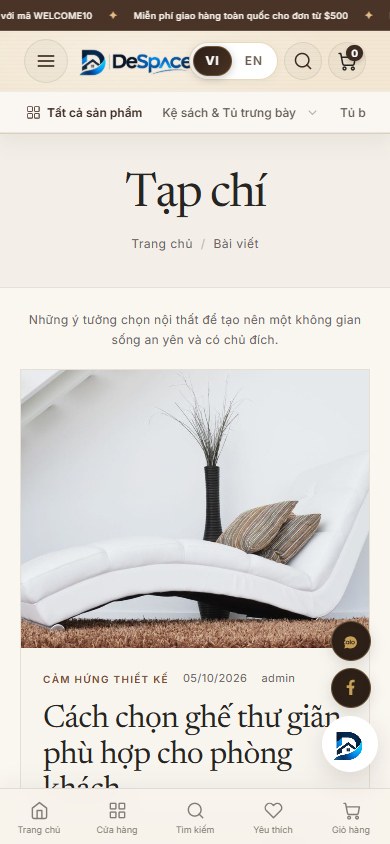 với mã WELCOME10 ✦ Miễn phí giao hàng toàn quốc cho đơn từ $500 ✦
DeSpace VI EN 0
Tất cả sản phẩm Kệ sách & Tủ trưng bày Tủ b
Tạp chí
Trang chủ / Bài viết
Những ý tưởng chọn nội thất để tạo nên một không gian
sống an yên và có chủ đích.
Zalo
CẢM HỨNG THIẾT KẾ 05/10/2026 admin
Cách chọn ghế thư giãn
phù hợp cho phòng
khách
Trang chủ Cửa hàng Tìm kiếm Yêu thích Giỏ hàng